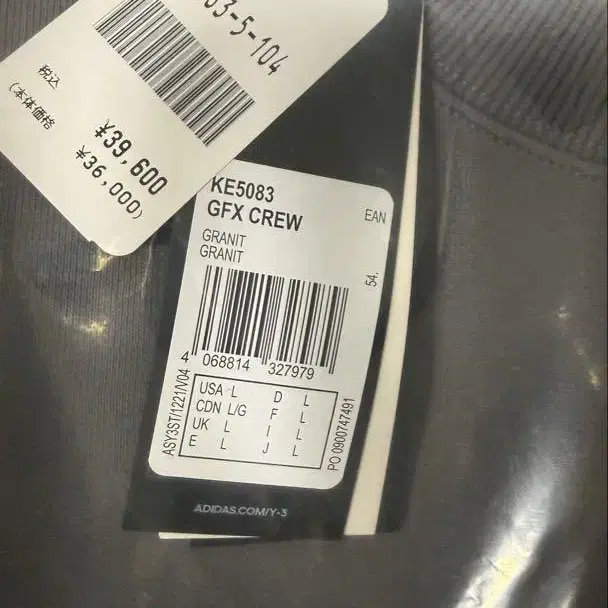 83-5-104
税込
(本体価格
¥39,600
¥36,000)
KE5083
GFX CREW
EAN
GRANIT
GRANIT
54.
4 068814 327979
USA L D L
CDN L/G F L
UK L I L
E L J L
ASY3ST/1221/V04
PO 0900747491
ADIDAS.COM/Y-3